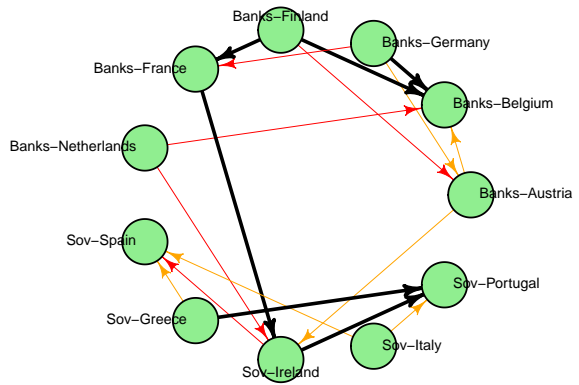 Banks−Finland
Banks−Germany
Banks−France
Banks−Belgium
Banks−Netherlands
Banks−Austria
Sov−Spain
Sov−Portugal
Sov−Greece
Sov−Italy
Sov−Ireland